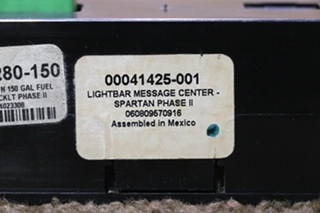 280-150
N 150 GAL FUEL
CKLT PHASE II
1023308
00041425-001
LIGHTBAR MESSAGE CENTER -
SPARTAN PHASE II
060809570916
Assembled in Mexico